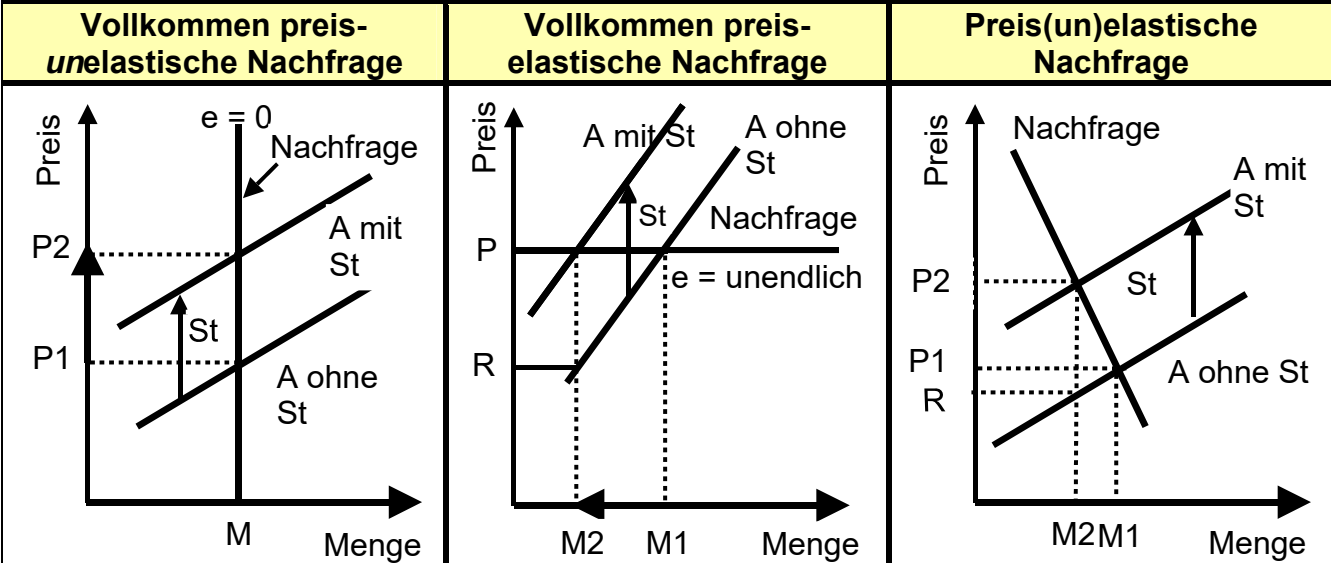 Vollkommen preis-
unelastische Nachfrage
Vollkommen preis-
elastische Nachfrage
Preis(un)elastische
Nachfrage
Preis
e = 0
Nachfrage
A mit
St
P2
St
P1
A ohne
St
M
Menge
Preis
A mit St
A ohne
St
St
Nachfrage
P
e = unendlich
R
M2
M1
Menge
Preis
Nachfrage
A mit
St
P2
St
P1
A ohne St
R
M2
M1
Menge